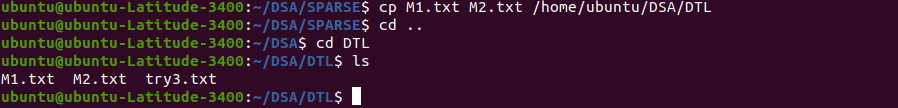 ubuntu@ubuntu-Latitude-3400:~/DSA/SPARSE$ cp M1.txt M2.txt /home/ubuntu/DSA/DTL
ubuntu@ubuntu-Latitude-3400:~/DSA/SPARSE$ cd ..
ubuntu@ubuntu-Latitude-3400:~/DSA$ cd DTL
ubuntu@ubuntu-Latitude-3400:~/DSA/DTL$ ls
M1.txt  M2.txt  try3.txt
ubuntu@ubuntu-Latitude-3400:~/DSA/DTL$